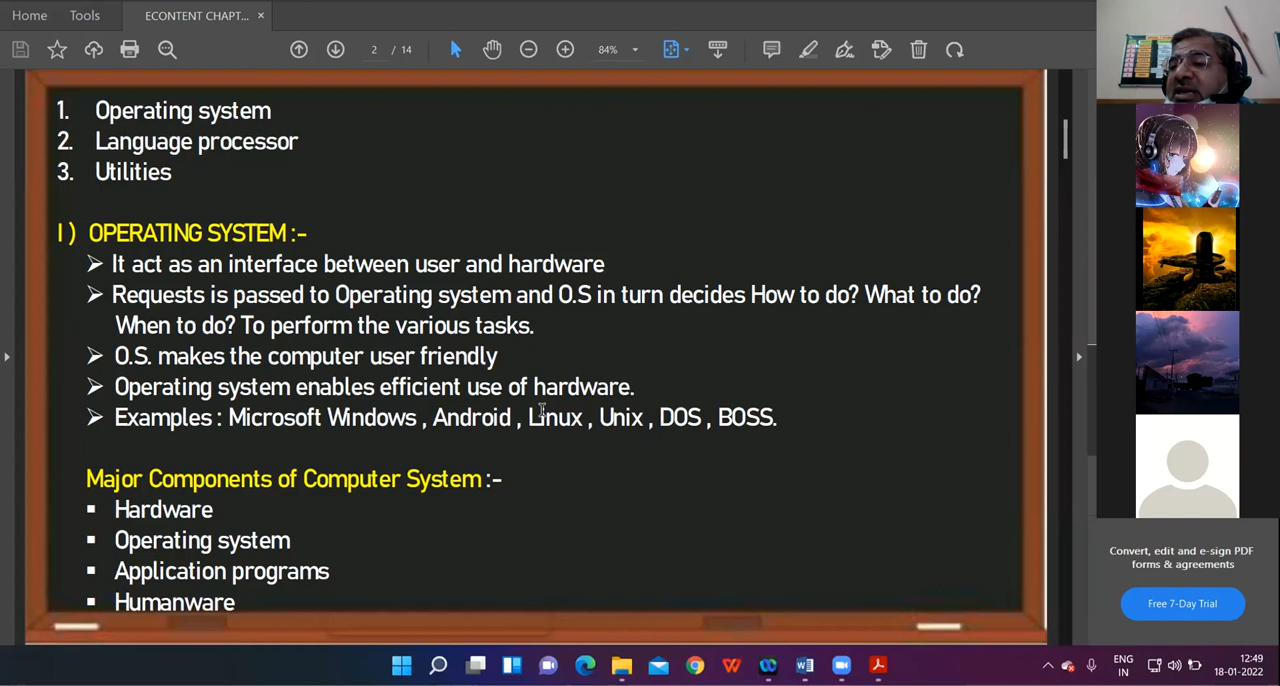 Home Tools ECONTENT CHAPT... ×
2 / 14 84%
1. Operating system
2. Language processor
3. Utilities
I ) OPERATING SYSTEM :-
➤ It act as an interface between user and hardware
➤ Requests is passed to Operating system and O.S in turn decides How to do? What to do?
When to do? To perform the various tasks.
➤ O.S. makes the computer user friendly
➤ Operating system enables efficient use of hardware.
➤ Examples : Microsoft Windows , Android , Linux , Unix , DOS , BOSS.
Major Components of Computer System :-
▪ Hardware
▪ Operating system
▪ Application programs
▪ Humanware
Convert, edit and e-sign PDF
forms & agreements
Free 7-Day Trial
ENG
IN
12:49
18-01-2022